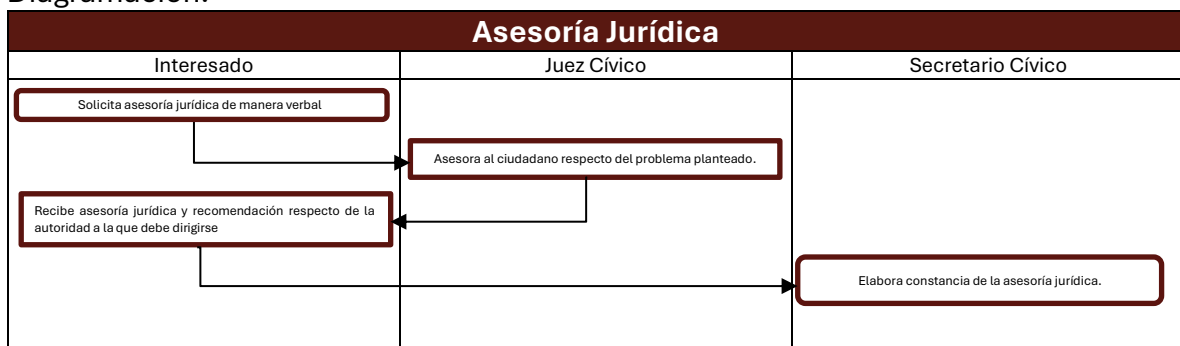 Diagramación.
Asesoría Jurídica
Interesado
Juez Cívico
Secretario Cívico
Solicita asesoría jurídica de manera verbal
Asesora al ciudadano respecto del problema planteado.
Recibe asesoría jurídica y recomendación respecto de la
autoridad a la que debe dirigirse
Elabora constancia de la asesoría jurídica.